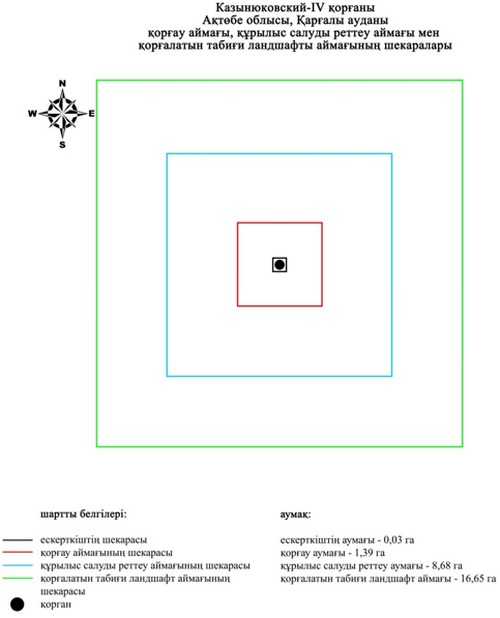 Казынюковский-IV қорғаны
Ақтөбе облысы, Қарғалы ауданы
қорғау аймағы, құрылыс салуды реттеу аймағы мен
қорғалатын табиғи ландшафты аймағының шекаралары
N
W
E
S
шартты белгілері:
ескерткіштің шекарасы
қорғау аймағының шекарасы
құрылыс салуды реттеу аймағының шекарасы
қорғалатын табиғи ландшафт аймағының
шекарасы
қорған
аумақ:
ескерткіштің аумағы - 0,03 га
қорғау аумағы - 1,39 га
құрылыс салуды реттеу аумағы - 8,68 га
қорғалатын табиғи ландшафт аймағы - 16,65 га